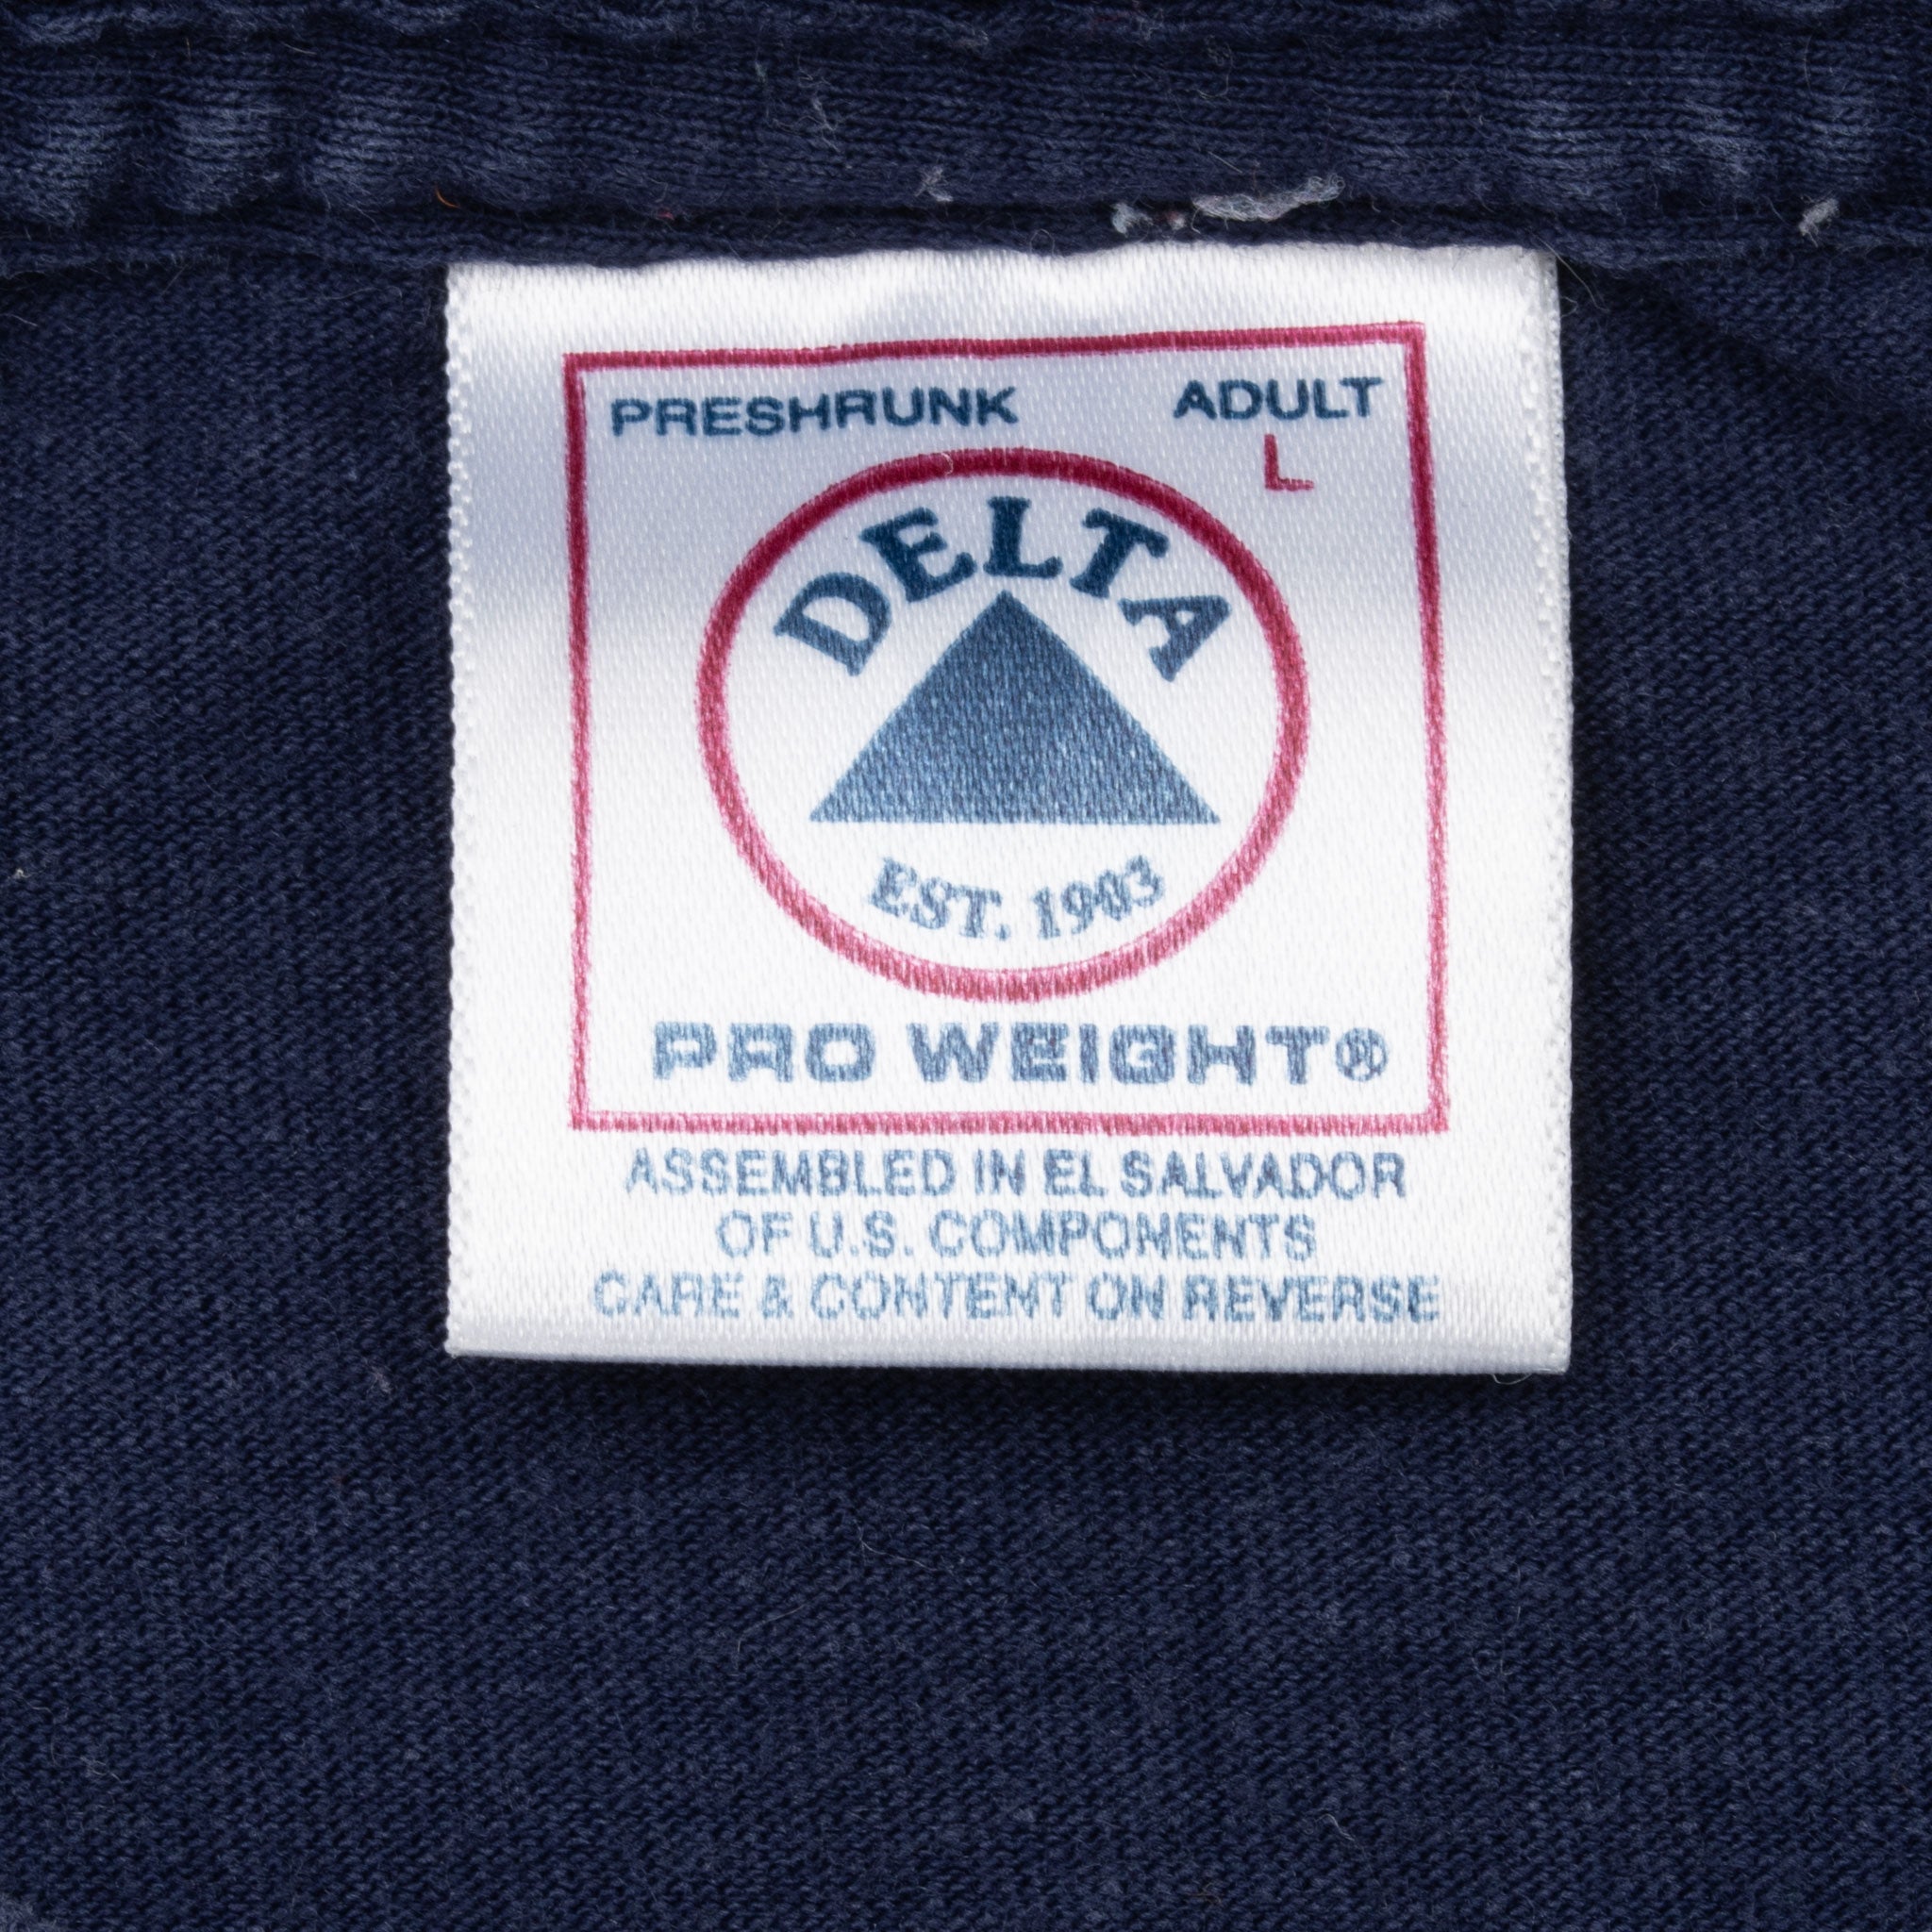 PRESHRUNK ADULT
L
DELTA
EST. 1903
PRO WEIGHT®
ASSEMBLED IN EL SALVADOR
OF U.S. COMPONENTS
CARE & CONTENT ON REVERSE